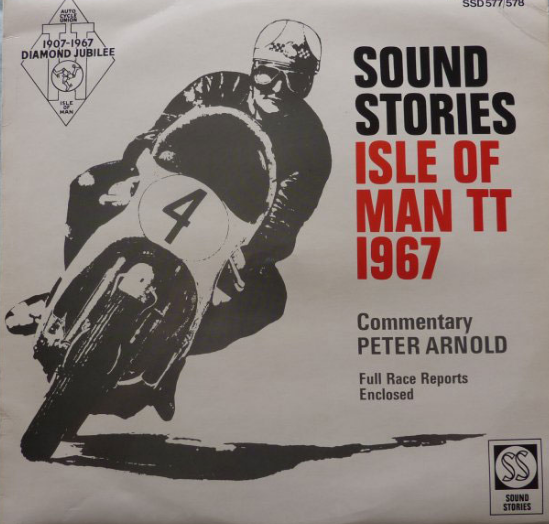 SSD 577/578
AUTO
CYCLE UNION
1907-1967
DIAMOND JUBILEE
TT
ISLE
OF
MAN
SOUND
STORIES
ISLE OF
MAN TT
1967
4
Commentary
PETER ARNOLD
Full Race Reports
Enclosed
SS
SOUND
STORIES